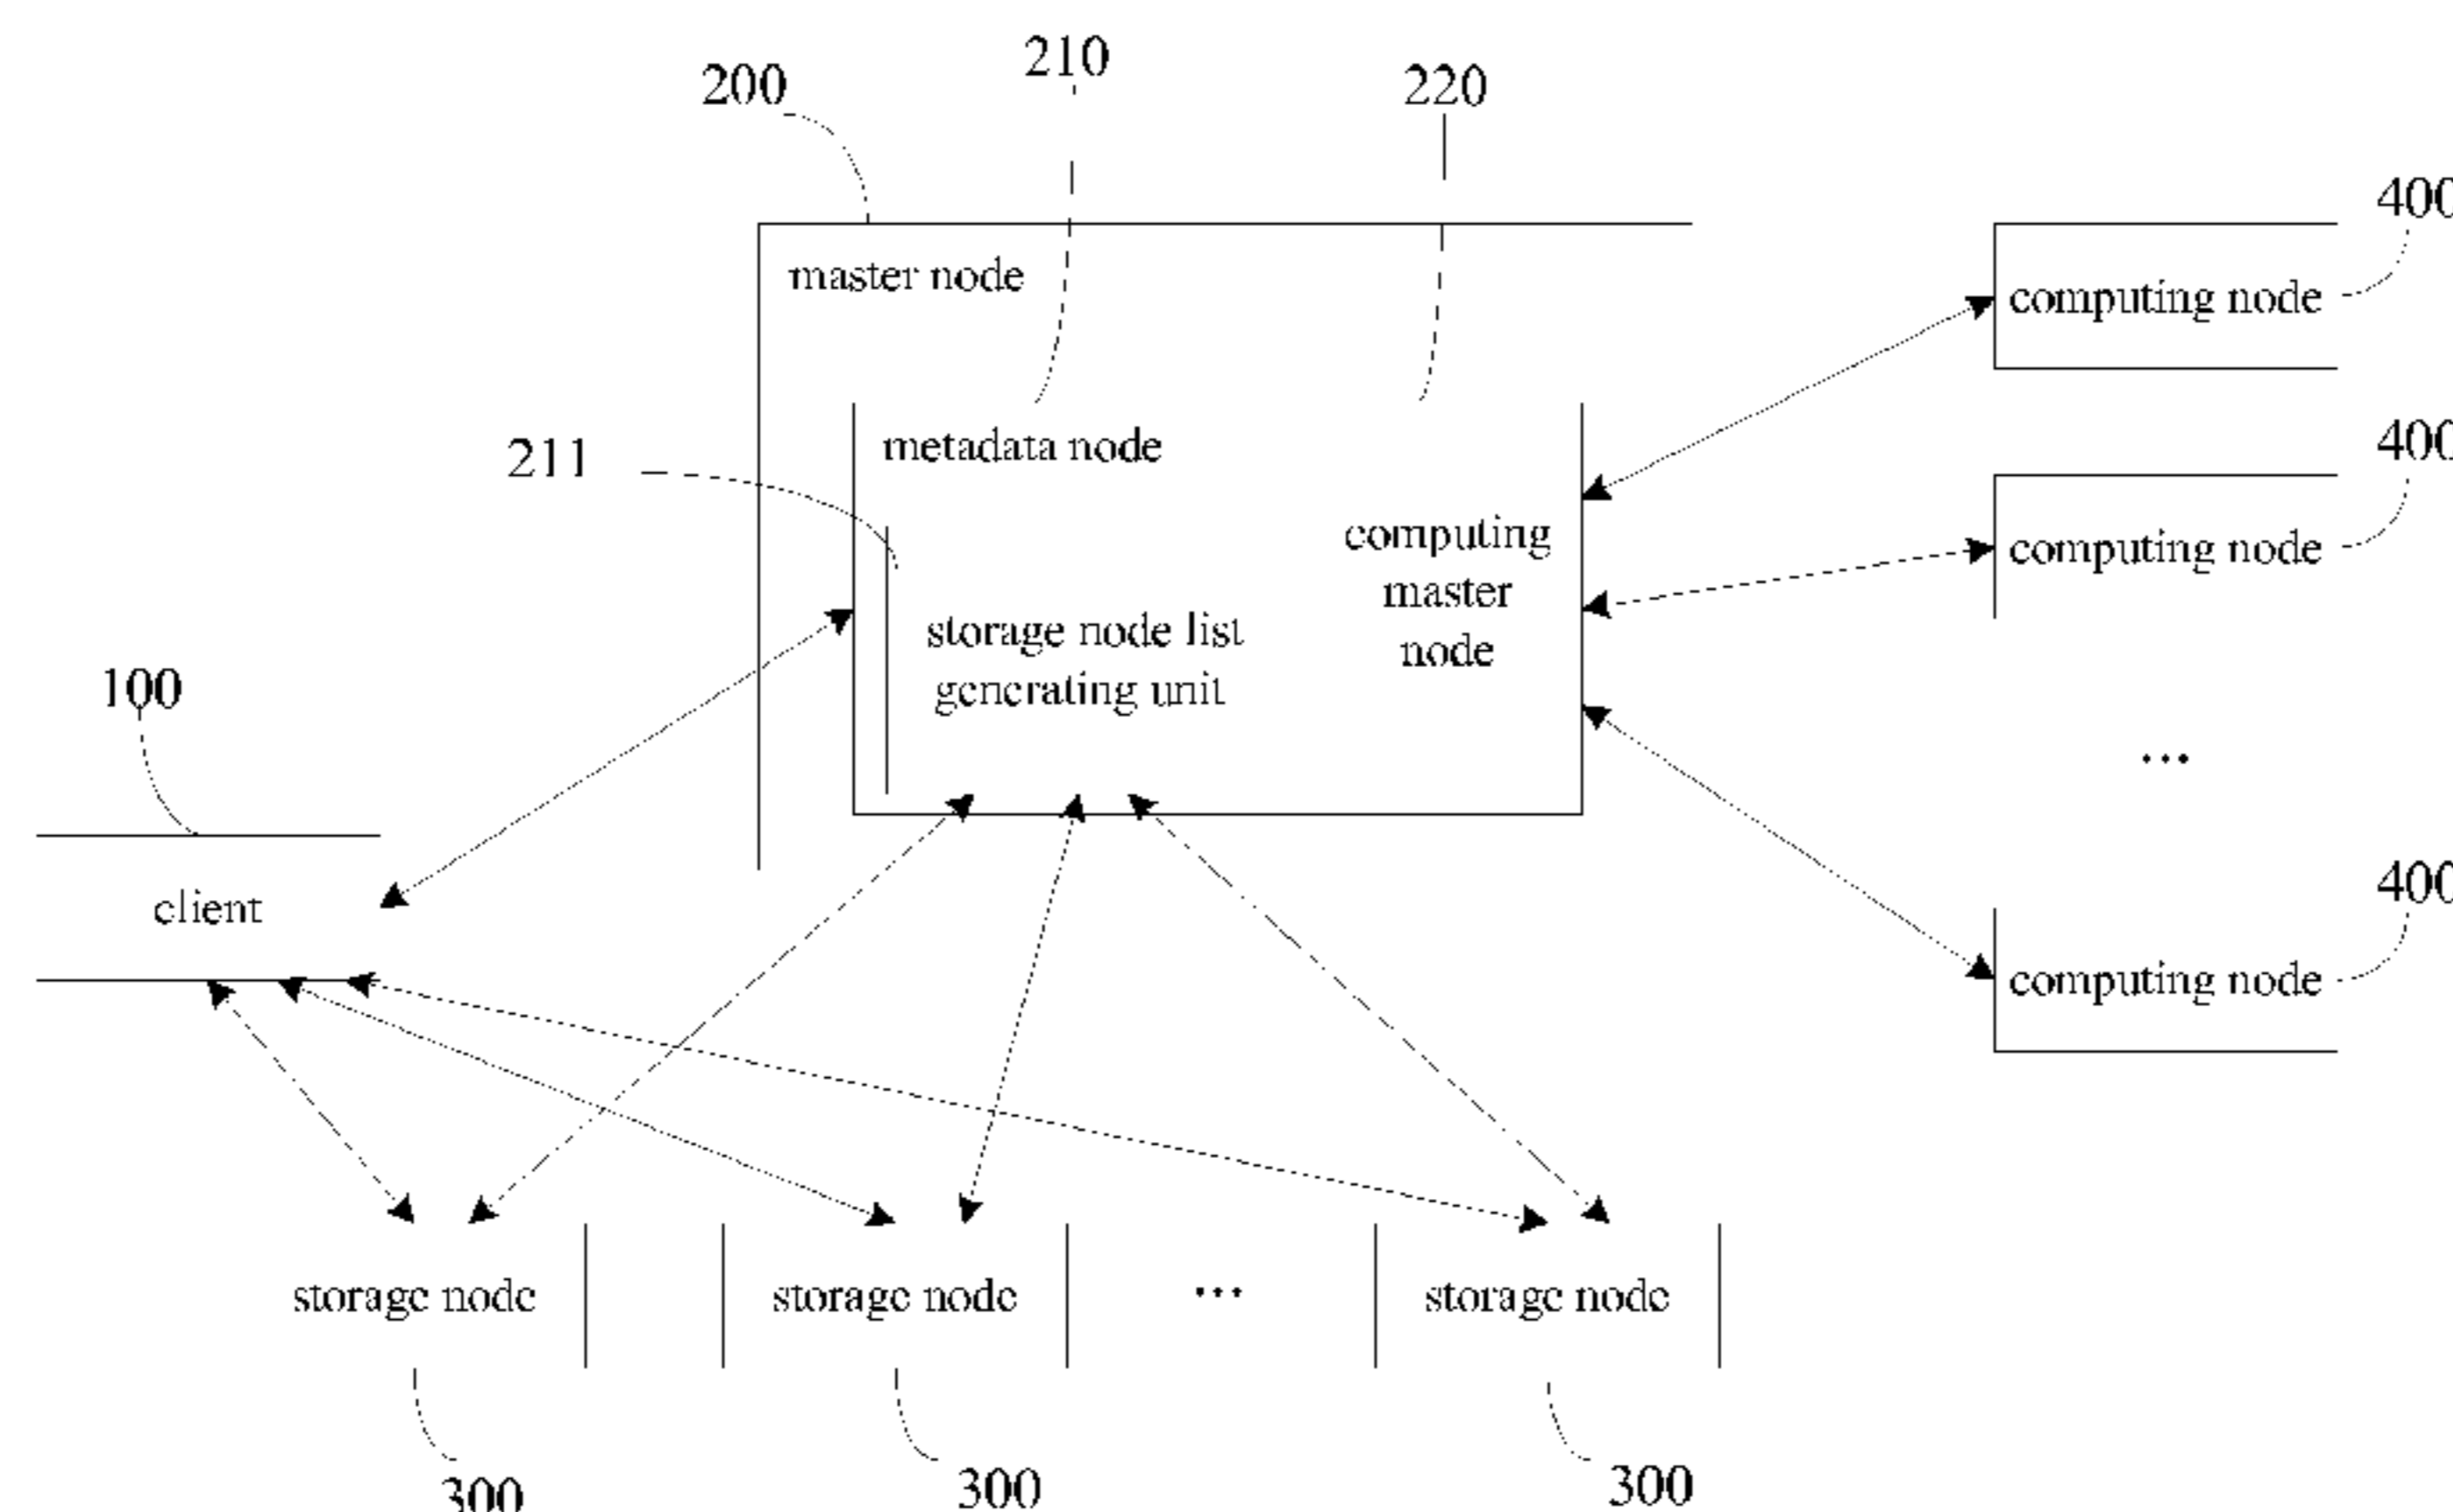 210
200
220
400
master node
computing node
400
metadata node
211
computing
master
node
computing node
storage node list
generating unit
100
...
400
client
computing node
storage node
storage node
...
storage node
300
300
300